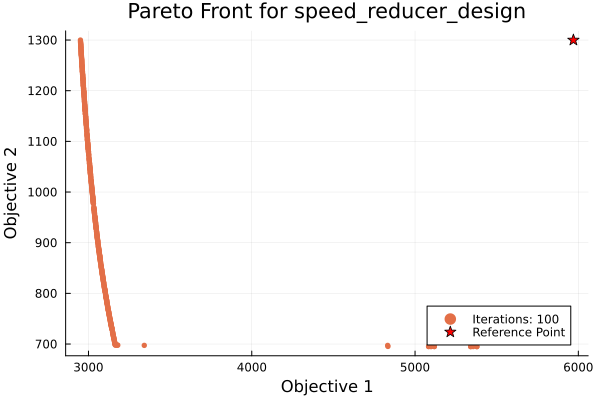 Pareto Front for speed_reducer_design
Objective 2
1300
1200
1100
1000
900
800
700
Iterations: 100
Reference Point
3000 4000 5000 6000
Objective 1